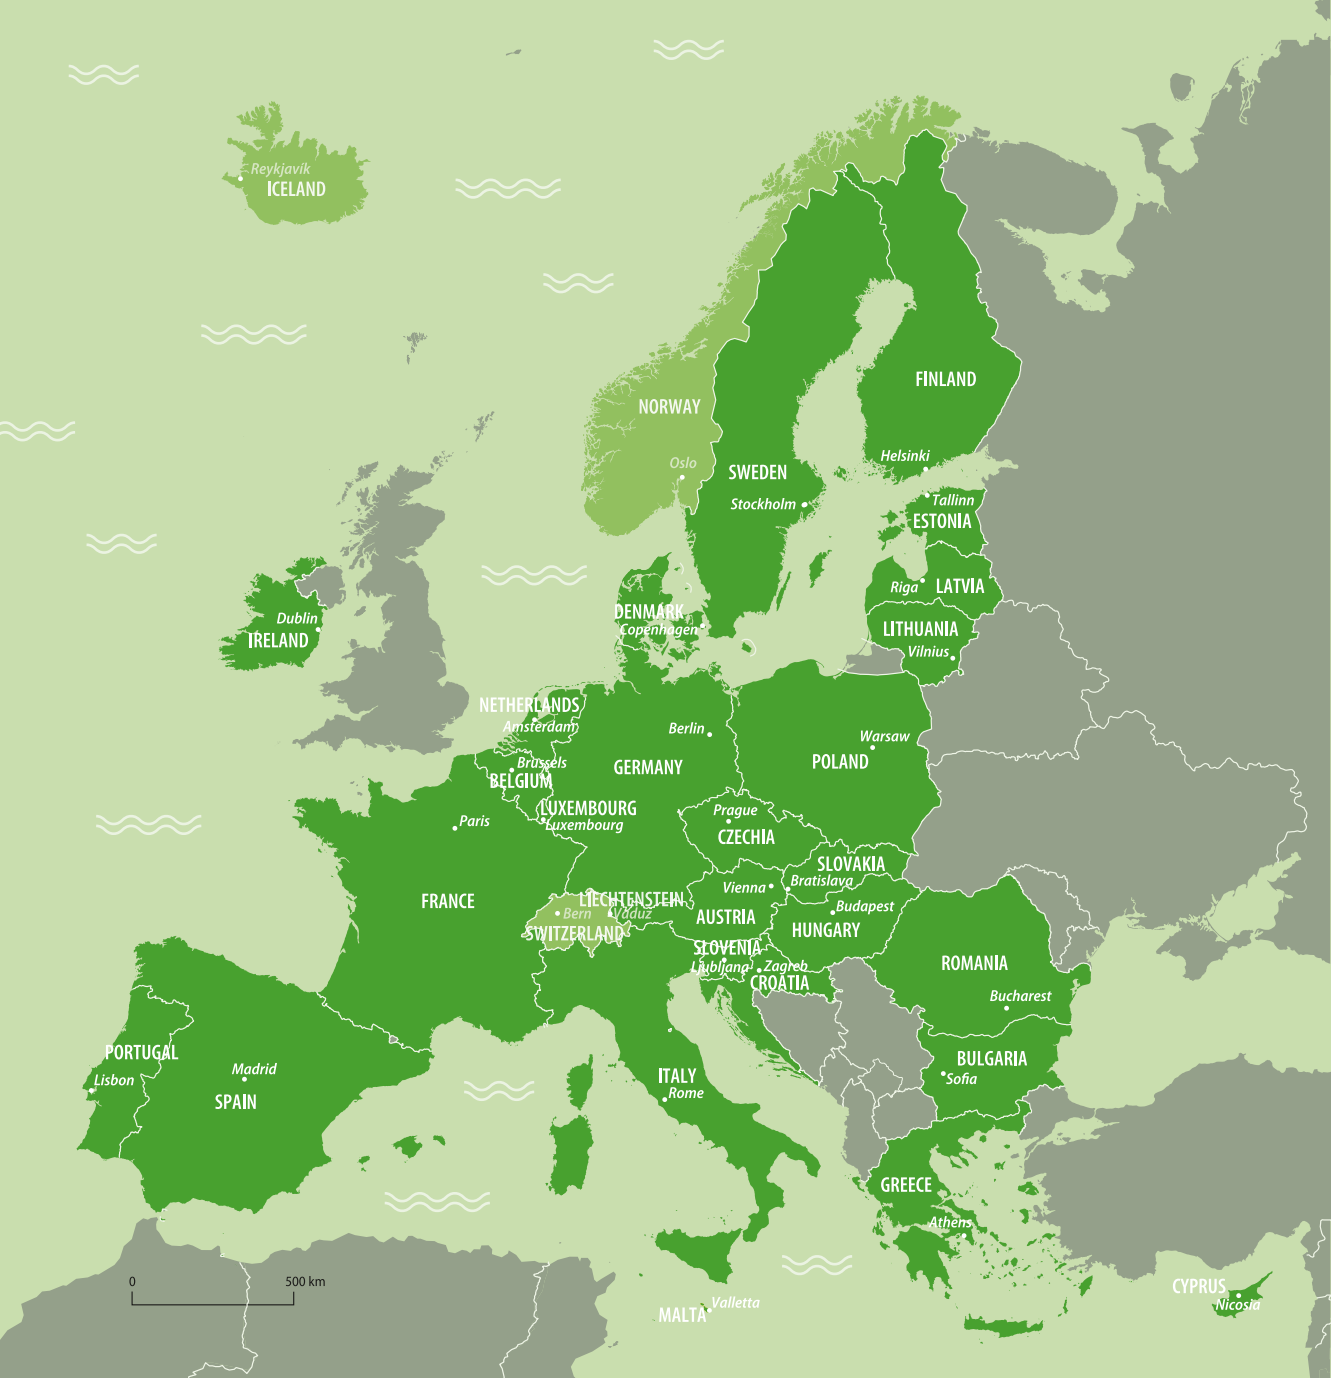 Reykjavík
ICELAND
FINLAND
NORWAY
Helsinki
Oslo
SWEDEN
Stockholm
Tallinn
ESTONIA
Riga
LATVIA
DENMARK
Copenhagen
Dublin
IRELAND
LITHUANIA
Vilnius
NETHERLANDS
Amsterdam
Berlin
Warsaw
POLAND
Brussels
BELGIUM
GERMANY
LUXEMBOURG
Luxembourg
Paris
Prague
CZECHIA
SLOVAKIA
Bratislava
Vienna
FRANCE
LIECHTENSTEIN
Bern
Vaduz
SWITZERLAND
AUSTRIA
Budapest
HUNGARY
SLOVENIA
Ljubljana
Zagreb
CROATIA
ROMANIA
Bucharest
PORTUGAL
Lisbon
Madrid
SPAIN
ITALY
Rome
BULGARIA
Sofia
GREECE
Athens
0 500 km
MALTA
Valletta
CYPRUS
Nicosia